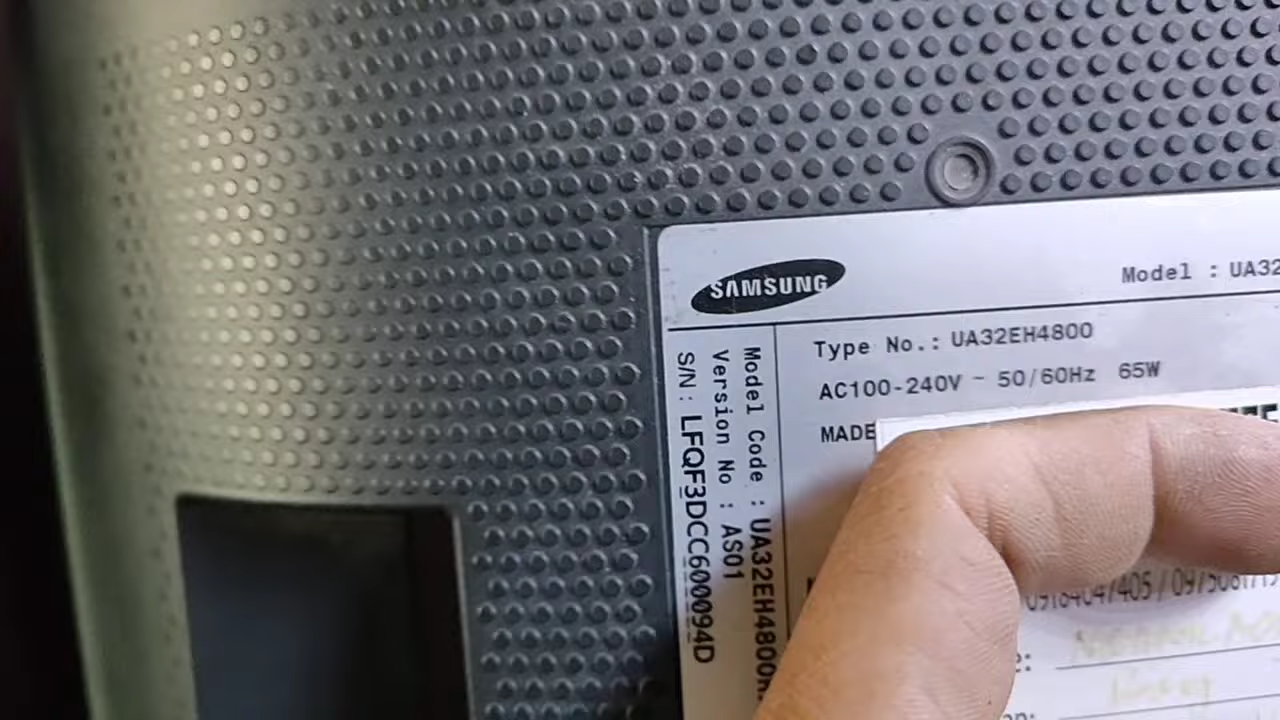 SAMSUNG
Model : UA32
Type No.: UA32EH4800
AC100-240V ~ 50/60Hz 65W
MADE
Model Code : UA32EH4800
Version No : AS01
S/N : LFQF3DCC600094D